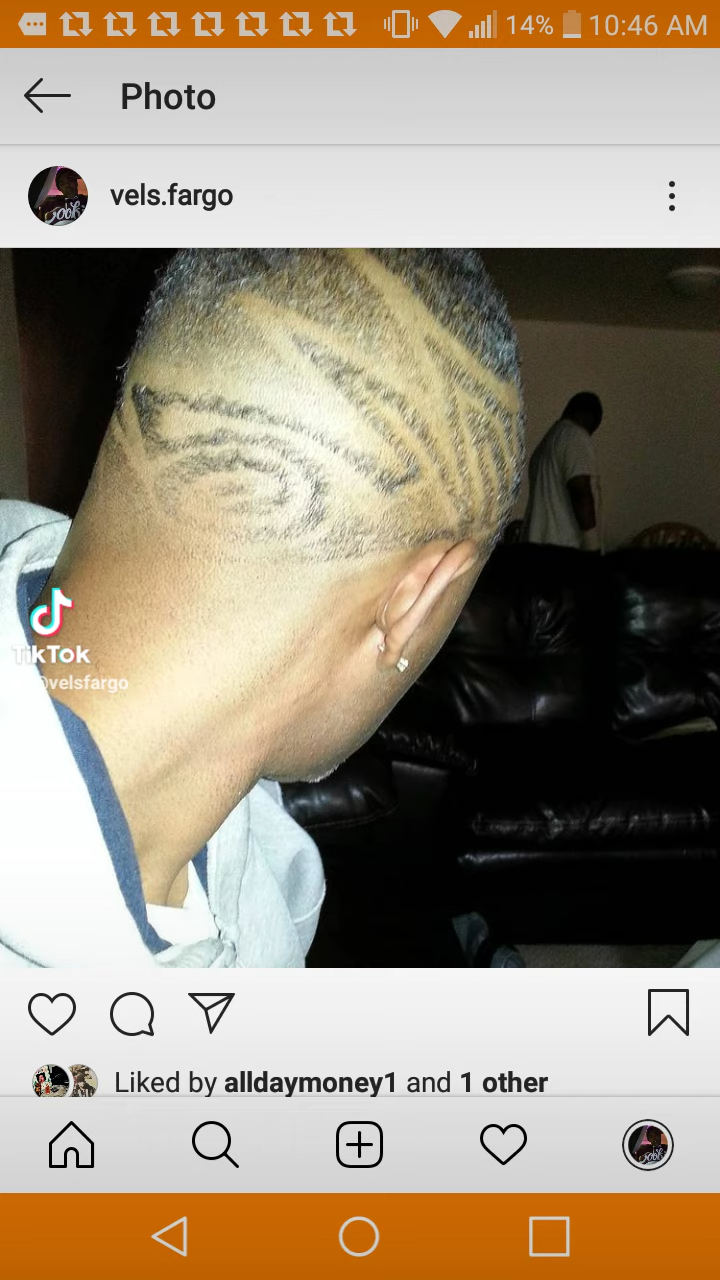 14% 10:46 AM
Photo
vels.fargo
TikTok
@velsfargo
Liked by alldaymoney1 and 1 other